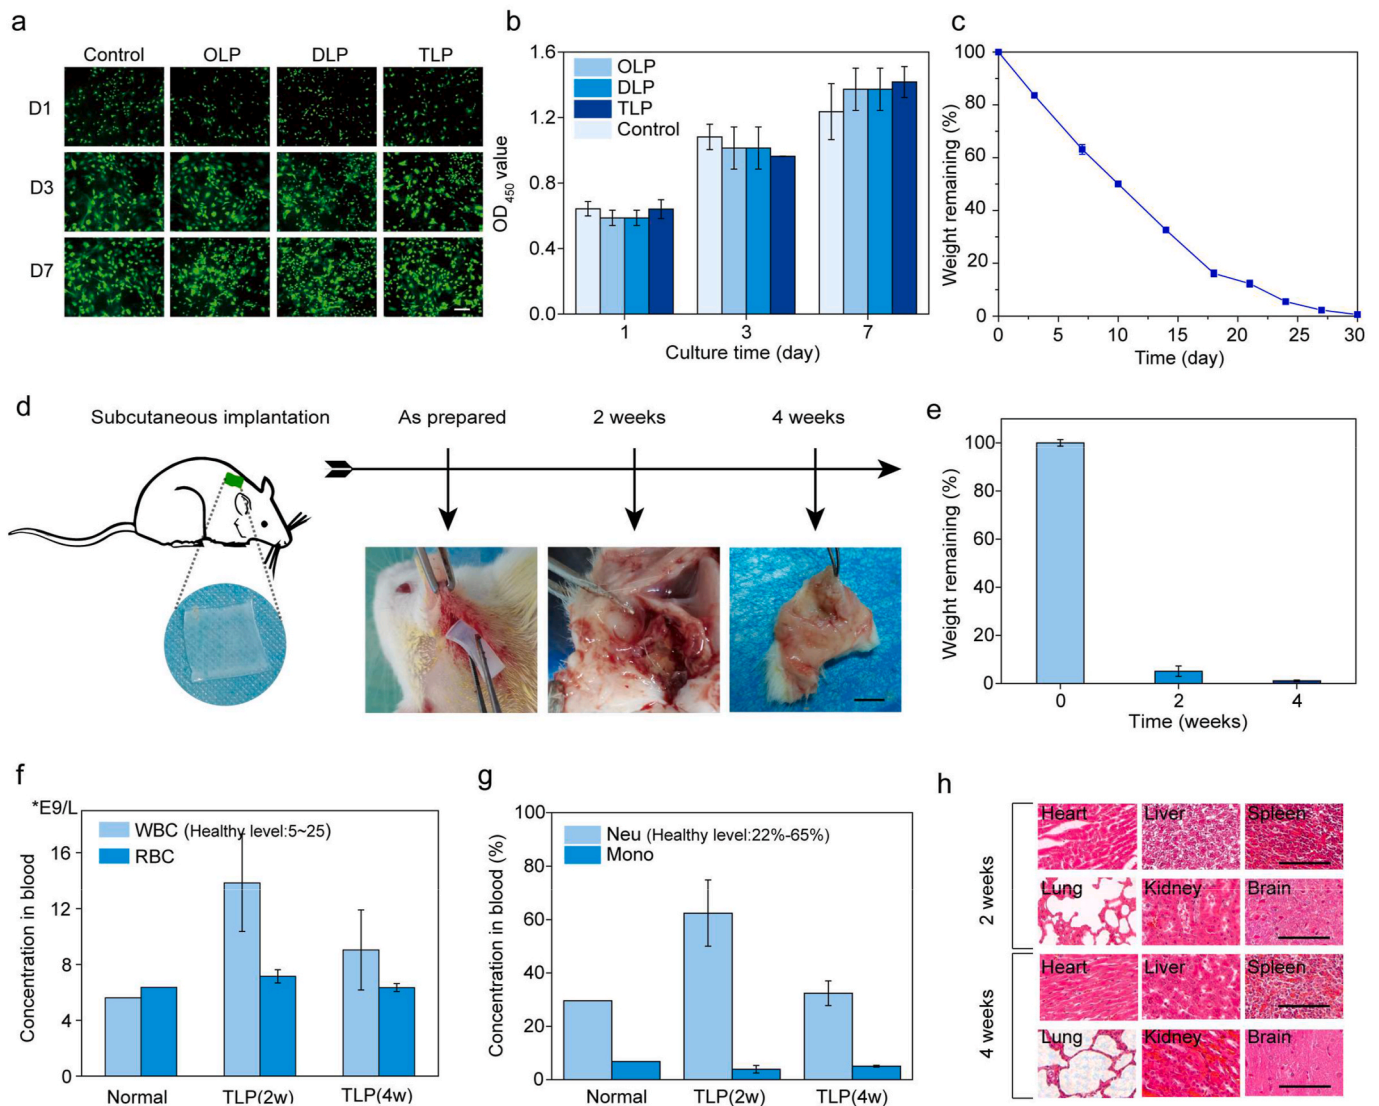 a
Control OLP DLP TLP
D1
D3
D7
b
OD450 value
1.6
1.2
0.8
0.4
0.0
OLP
DLP
TLP
Control
1 3 7
Culture time (day)
c
Weight remaining (%)
100
80
60
40
20
0
0 5 10 15 20 25 30
Time (day)
d
Subcutaneous implantation As prepared 2 weeks 4 weeks
e
Weight remaining (%)
100
80
60
40
20
0
0 2 4
Time (weeks)
f
*E9/L
Concentration in blood
16
12
8
4
0
WBC (Healthy level:5~25)
RBC
Normal TLP(2w) TLP(4w)
g
Concentration in blood (%)
100
80
60
40
20
0
Neu (Healthy level:22%-65%)
Mono
Normal TLP(2w) TLP(4w)
h
2 weeks
Heart Liver Spleen
Lung Kidney Brain
4 weeks
Heart Liver Spleen
Lung Kidney Brain